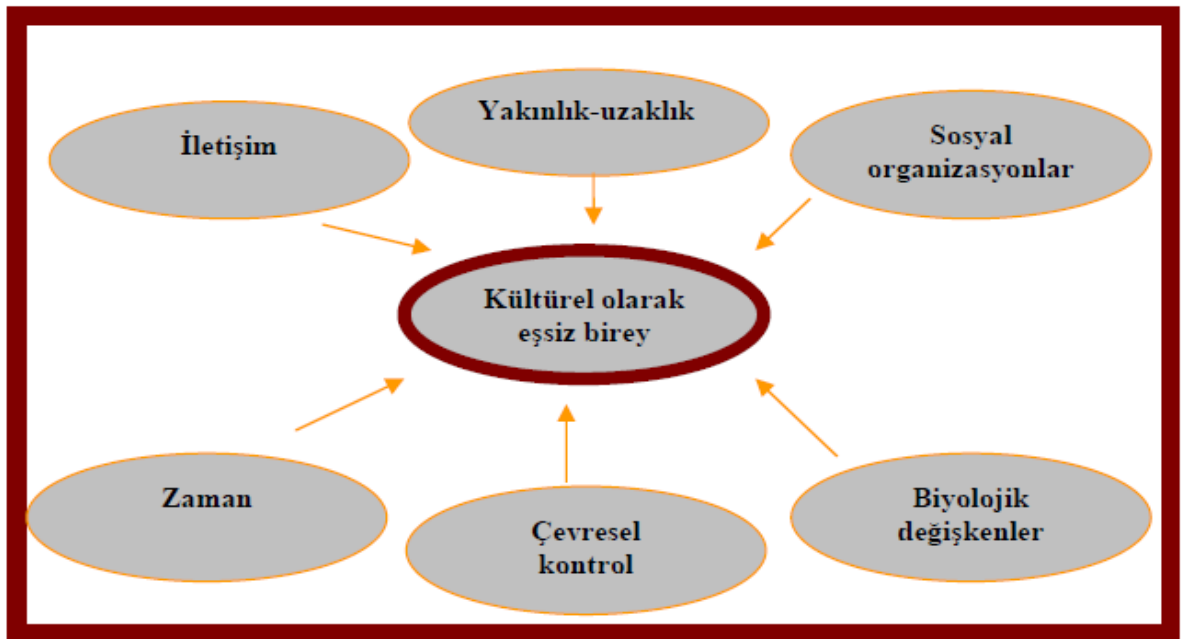 İletişim
Yakınlık-uzaklık
Sosyal
organizasyonlar
Kültürel olarak
eşsiz birey
Zaman
Çevresel
kontrol
Biyolojik
değişkenler